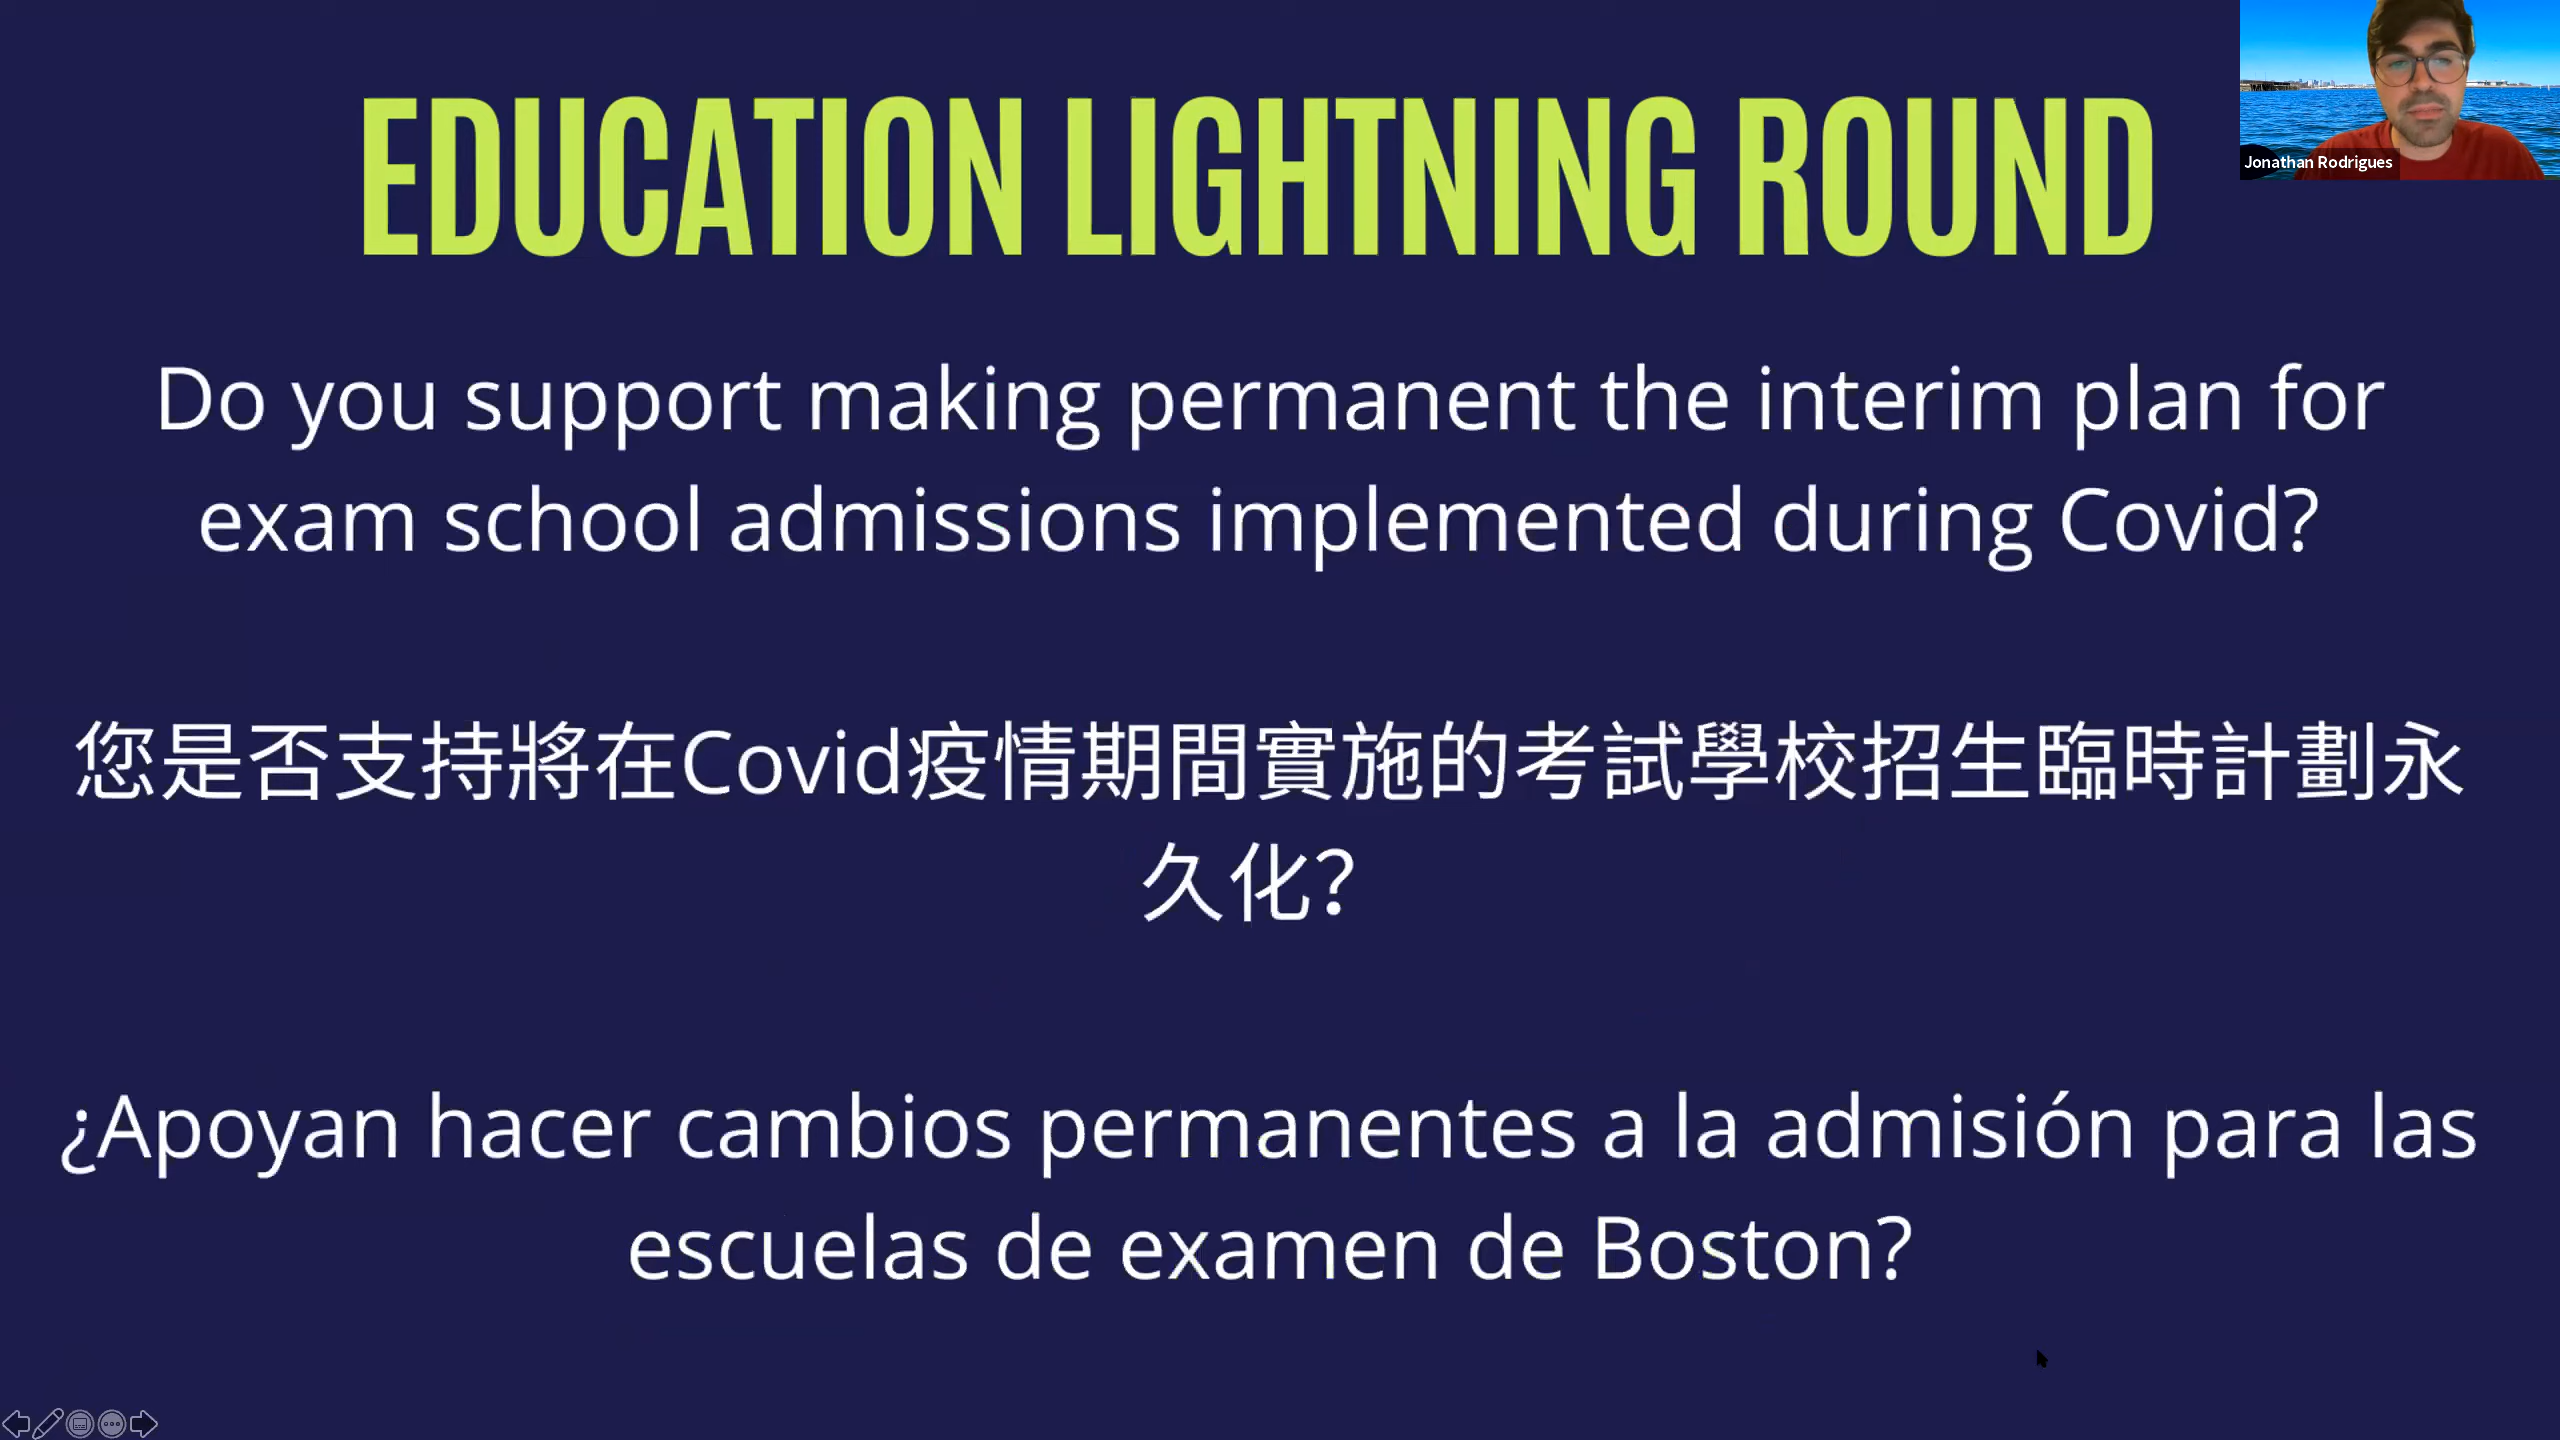 EDUCATION LIGHTNING ROUND
Jonathan Rodrigues
Do you support making permanent the interim plan for
exam school admissions implemented during Covid?
您是否支持將在Covid疫情期間實施的考試學校招生臨時計劃永
久化?
¿Apoyan hacer cambios permanentes a la admisión para las
escuelas de examen de Boston?